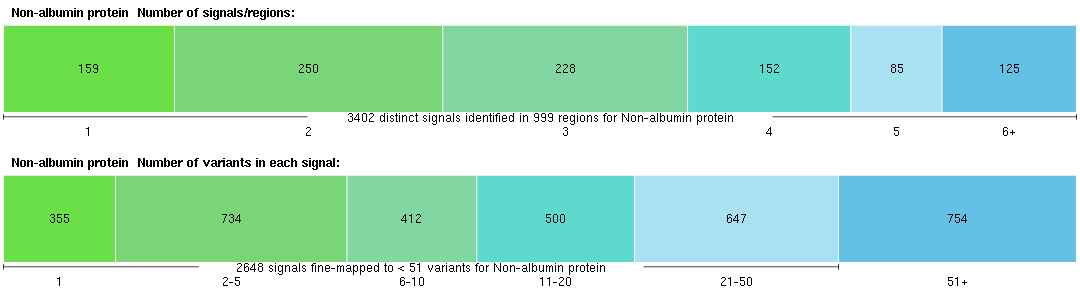 Non-albumin protein Number of signals/regions:
159 250 228 152 85 125
3402 distinct signals identified in 999 regions for Non-albumin protein
1 2 3 4 5 6+
Non-albumin protein Number of variants in each signal:
355 734 412 500 647 754
2648 signals fine-mapped to < 51 variants for Non-albumin protein
1 2-5 6-10 11-20 21-50 51+